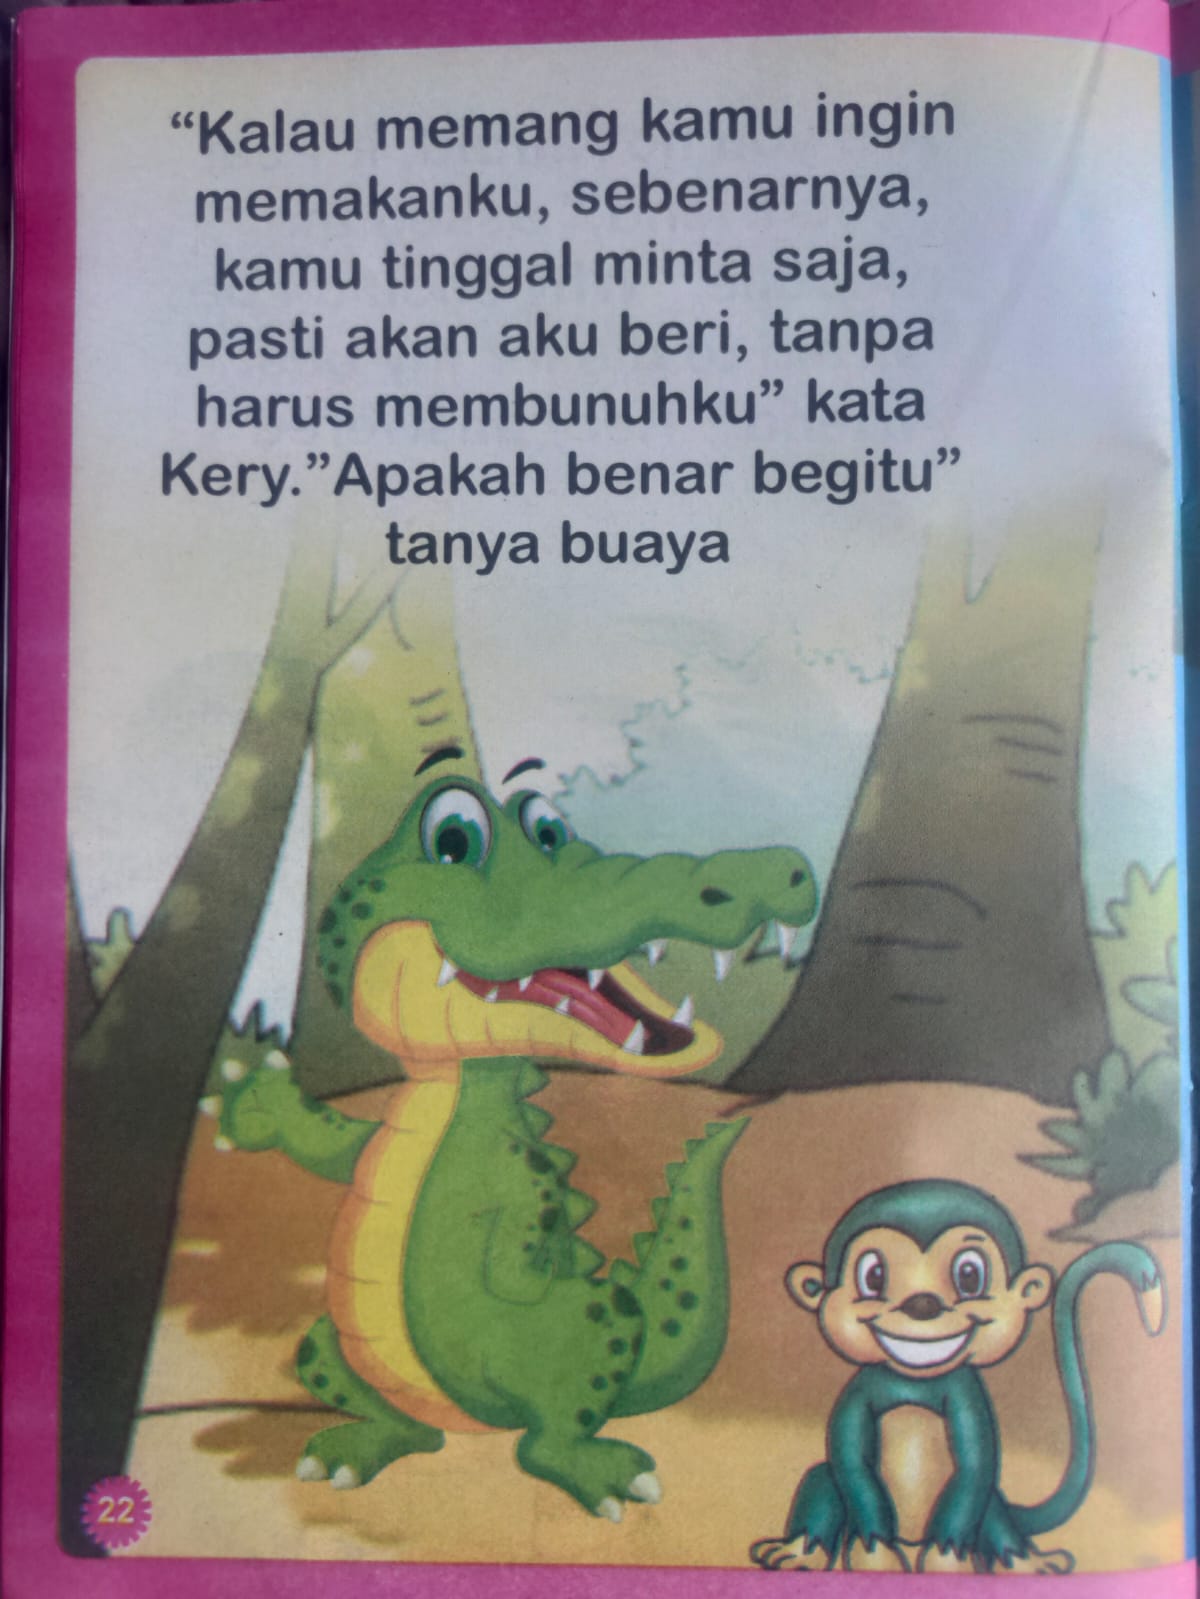 “Kalau memang kamu ingin
memakanku, sebenarnya,
kamu tinggal minta saja,
pasti akan aku beri, tanpa
harus membunuhku” kata
Kery.”Apakah benar begitu”
tanya buaya
22